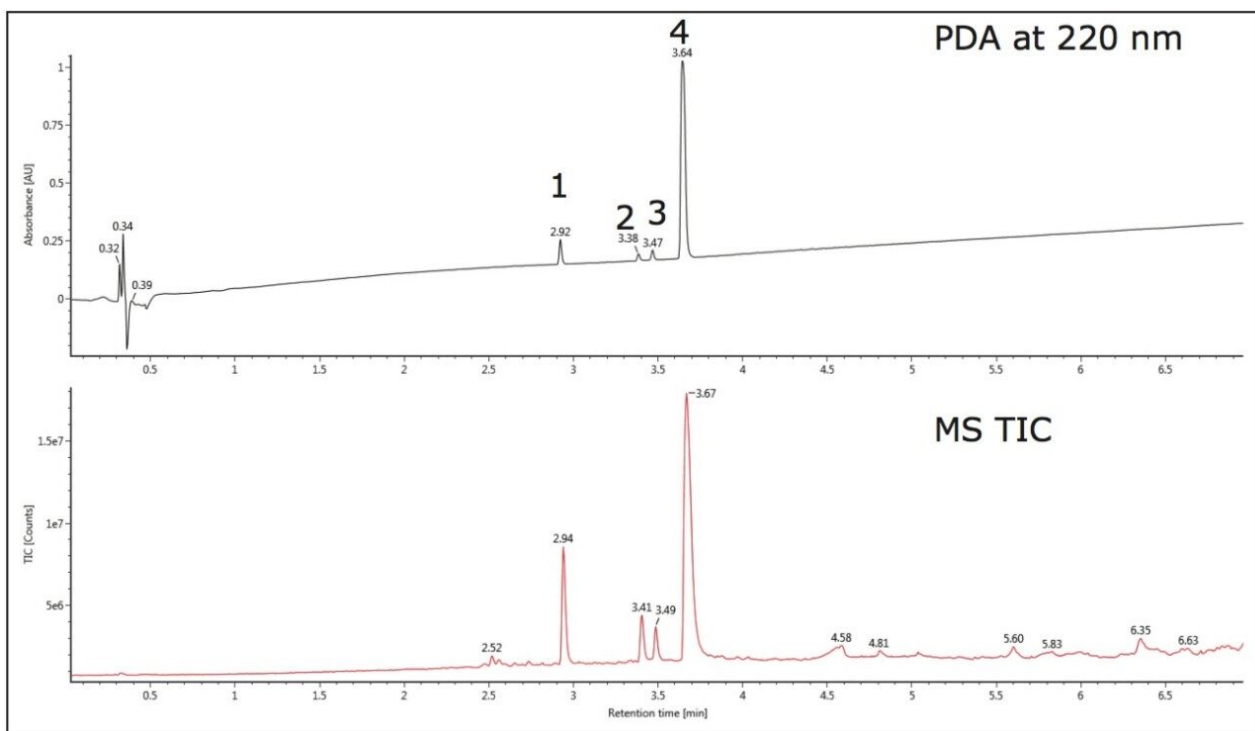 PDA at 220 nm
4
3.64
1
0.75
0.5
0.25
0
Absorbance [AU]
0.32
0.34
0.39
1
2.92
2
3.38
3
3.47
0.5 1 1.5 2 2.5 3 3.5 4 4.5 5 5.5 6 6.5
MS TIC
1.5e7
1e7
5e6
TIC [Counts]
2.52
2.94
3.41
3.49
3.67
4.58
4.81
5.60
5.83
6.35
6.63
0.5 1 1.5 2 2.5 3 3.5 4 4.5 5 5.5 6 6.5
Retention time [min]